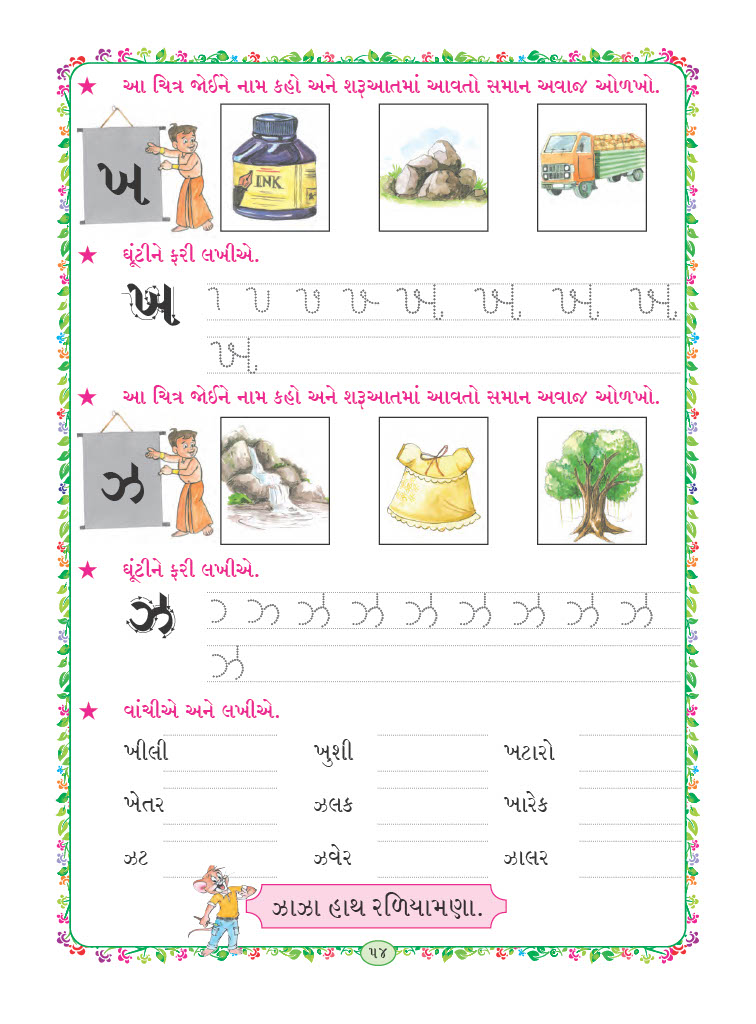 ★ આ ચિત્ર જોઈને નામ કહો અને શરૂઆતમાં આવતો સમાન અવાજ ઓળખો.
ખ
INK
★ ઘૂંટીને ફરી લખીએ.
ખ ખ ખ ખ ખ
ખ
★ આ ચિત્ર જોઈને નામ કહો અને શરૂઆતમાં આવતો સમાન અવાજ ઓળખો.
ઝ
★ ઘૂંટીને ફરી લખીએ.
ઝ ઝ ઝ ઝ ઝ ઝ ઝ ઝ
ઝ
★ વાંચીએ અને લખીએ.
ખીલી ખુશી ખટારો
ખેતર ઝલક ખારેક
ઝટ ઝવેર ઝાલર
ઝાઝા હાથ રળિયામણા.
૫૪